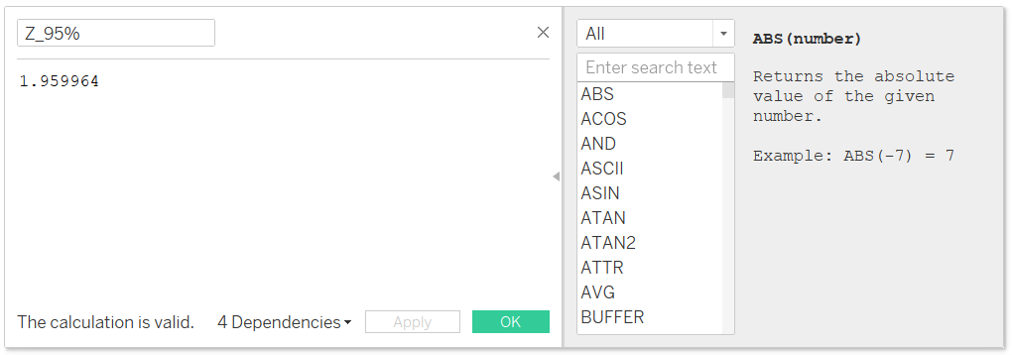 Z_95%
1.959964
The calculation is valid.
4 Dependencies
Apply
OK
All
Enter search text
ABS
ACOS
AND
ASCII
ASIN
ATAN
ATAN2
ATTR
AVG
BUFFER
ABS(number)
Returns the absolute
value of the given
number.
Example: ABS(-7) = 7